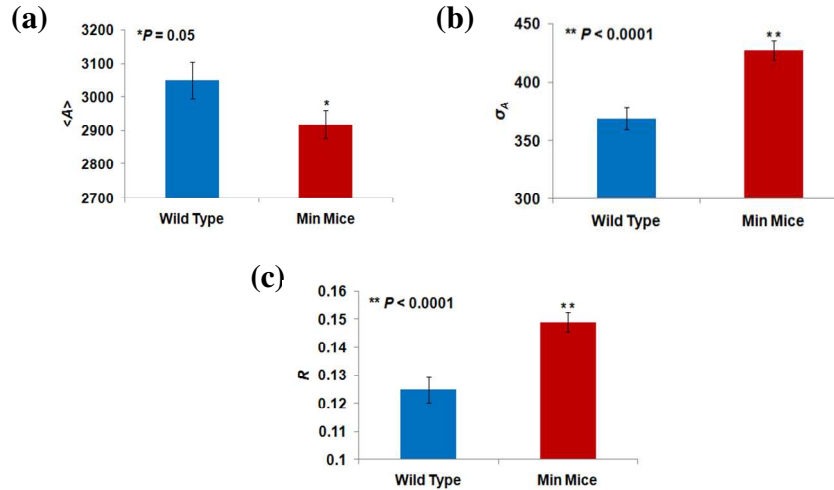 (a)
3200
3100
3000
2900
2800
2700
<A>
*P = 0.05
*
Wild Type Min Mice
(b)
450
400
350
300
σA
** P < 0.0001
**
Wild Type Min Mice
(c)
0.16
0.15
0.14
0.13
0.12
0.11
0.1
R
** P < 0.0001
**
Wild Type Min Mice